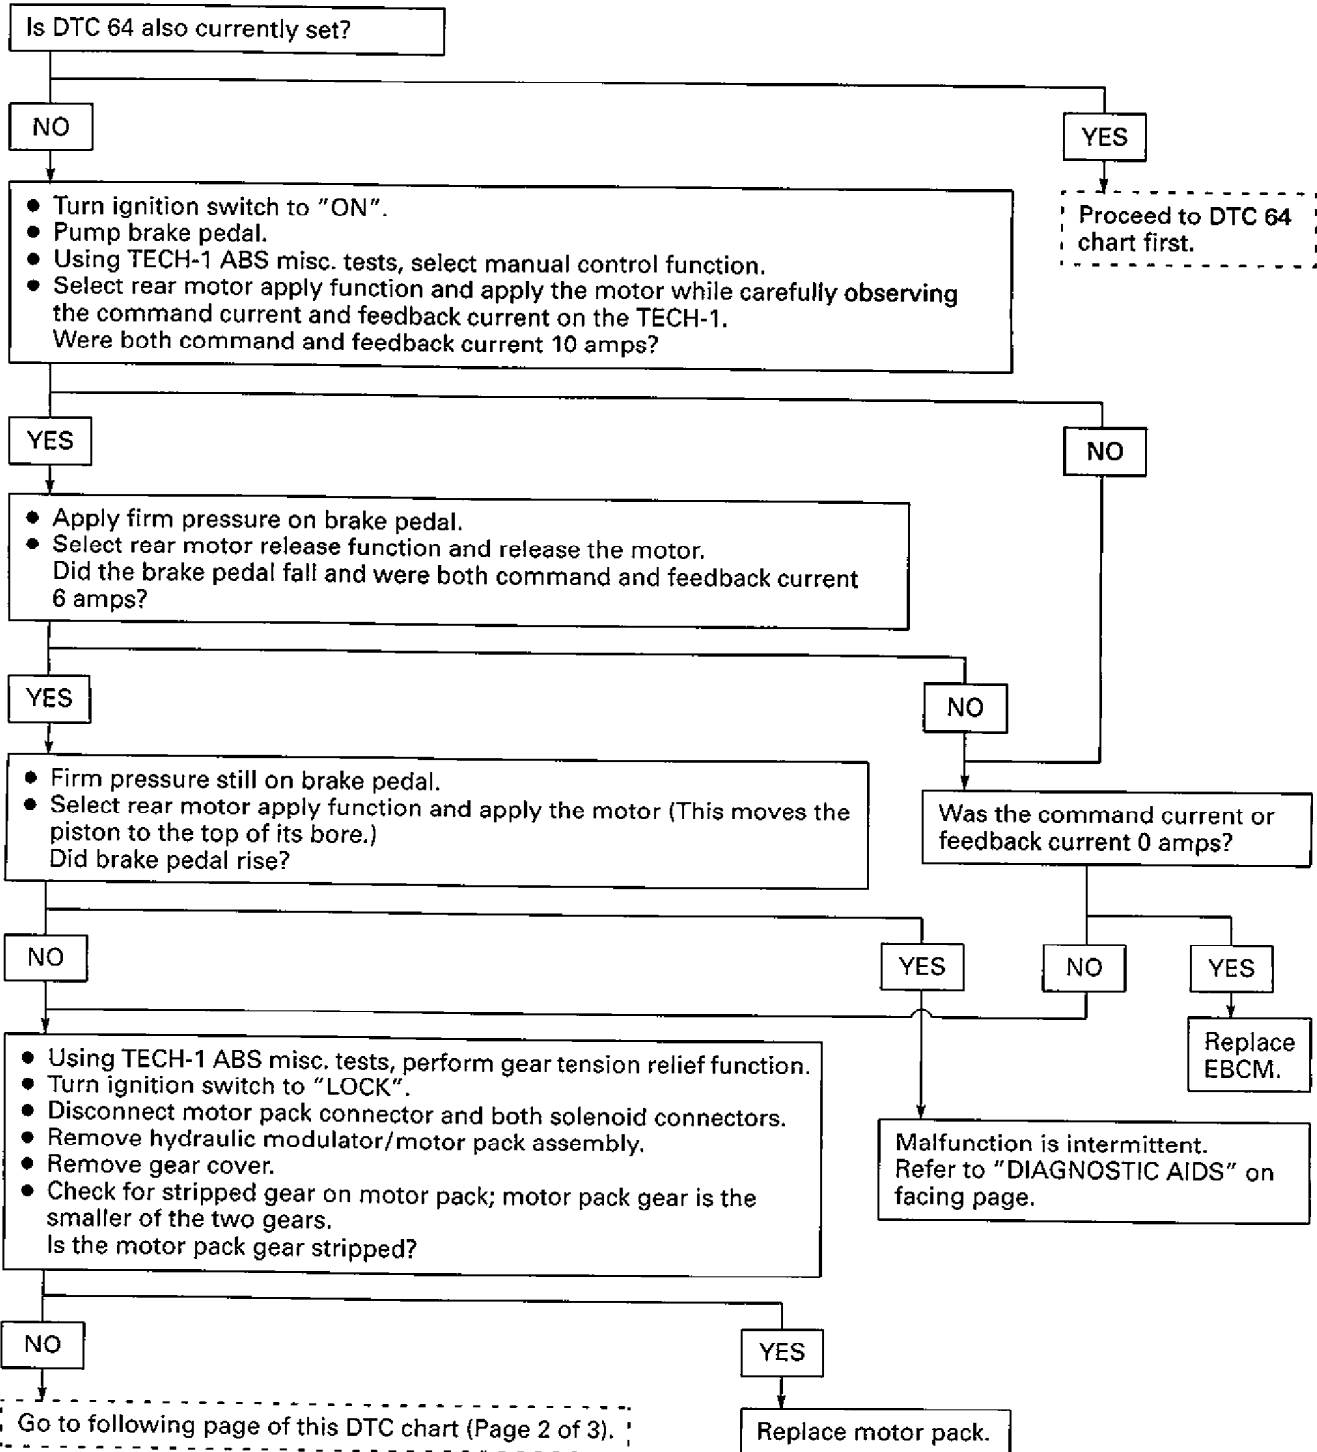 Is DTC 64 also currently set?
NO
YES
● Turn ignition switch to "ON".
● Pump brake pedal.
● Using TECH-1 ABS misc. tests, select manual control function.
● Select rear motor apply function and apply the motor while carefully observing
the command current and feedback current on the TECH-1.
Were both command and feedback current 10 amps?
Proceed to DTC 64
chart first.
YES
NO
● Apply firm pressure on brake pedal.
● Select rear motor release function and release the motor.
Did the brake pedal fall and were both command and feedback current
6 amps?
YES
NO
● Firm pressure still on brake pedal.
● Select rear motor apply function and apply the motor (This moves the
piston to the top of its bore.)
Did brake pedal rise?
Was the command current or
feedback current 0 amps?
NO
YES
NO
YES
● Using TECH-1 ABS misc. tests, perform gear tension relief function.
● Turn ignition switch to "LOCK".
● Disconnect motor pack connector and both solenoid connectors.
● Remove hydraulic modulator/motor pack assembly.
● Remove gear cover.
● Check for stripped gear on motor pack; motor pack gear is the
smaller of the two gears.
Is the motor pack gear stripped?
Replace
EBCM.
Malfunction is intermittent.
Refer to "DIAGNOSTIC AIDS" on
facing page.
NO
YES
Go to following page of this DTC chart (Page 2 of 3).
Replace motor pack.